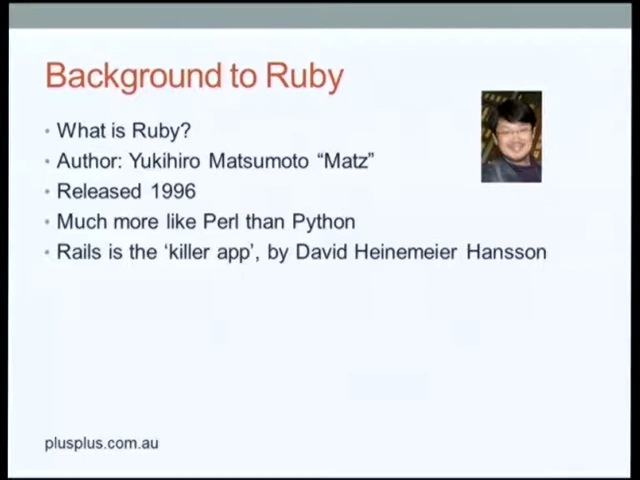 Background to Ruby
• What is Ruby?
• Author: Yukihiro Matsumoto “Matz”
• Released 1996
• Much more like Perl than Python
• Rails is the ‘killer app’, by David Heinemeier Hansson
plusplus.com.au